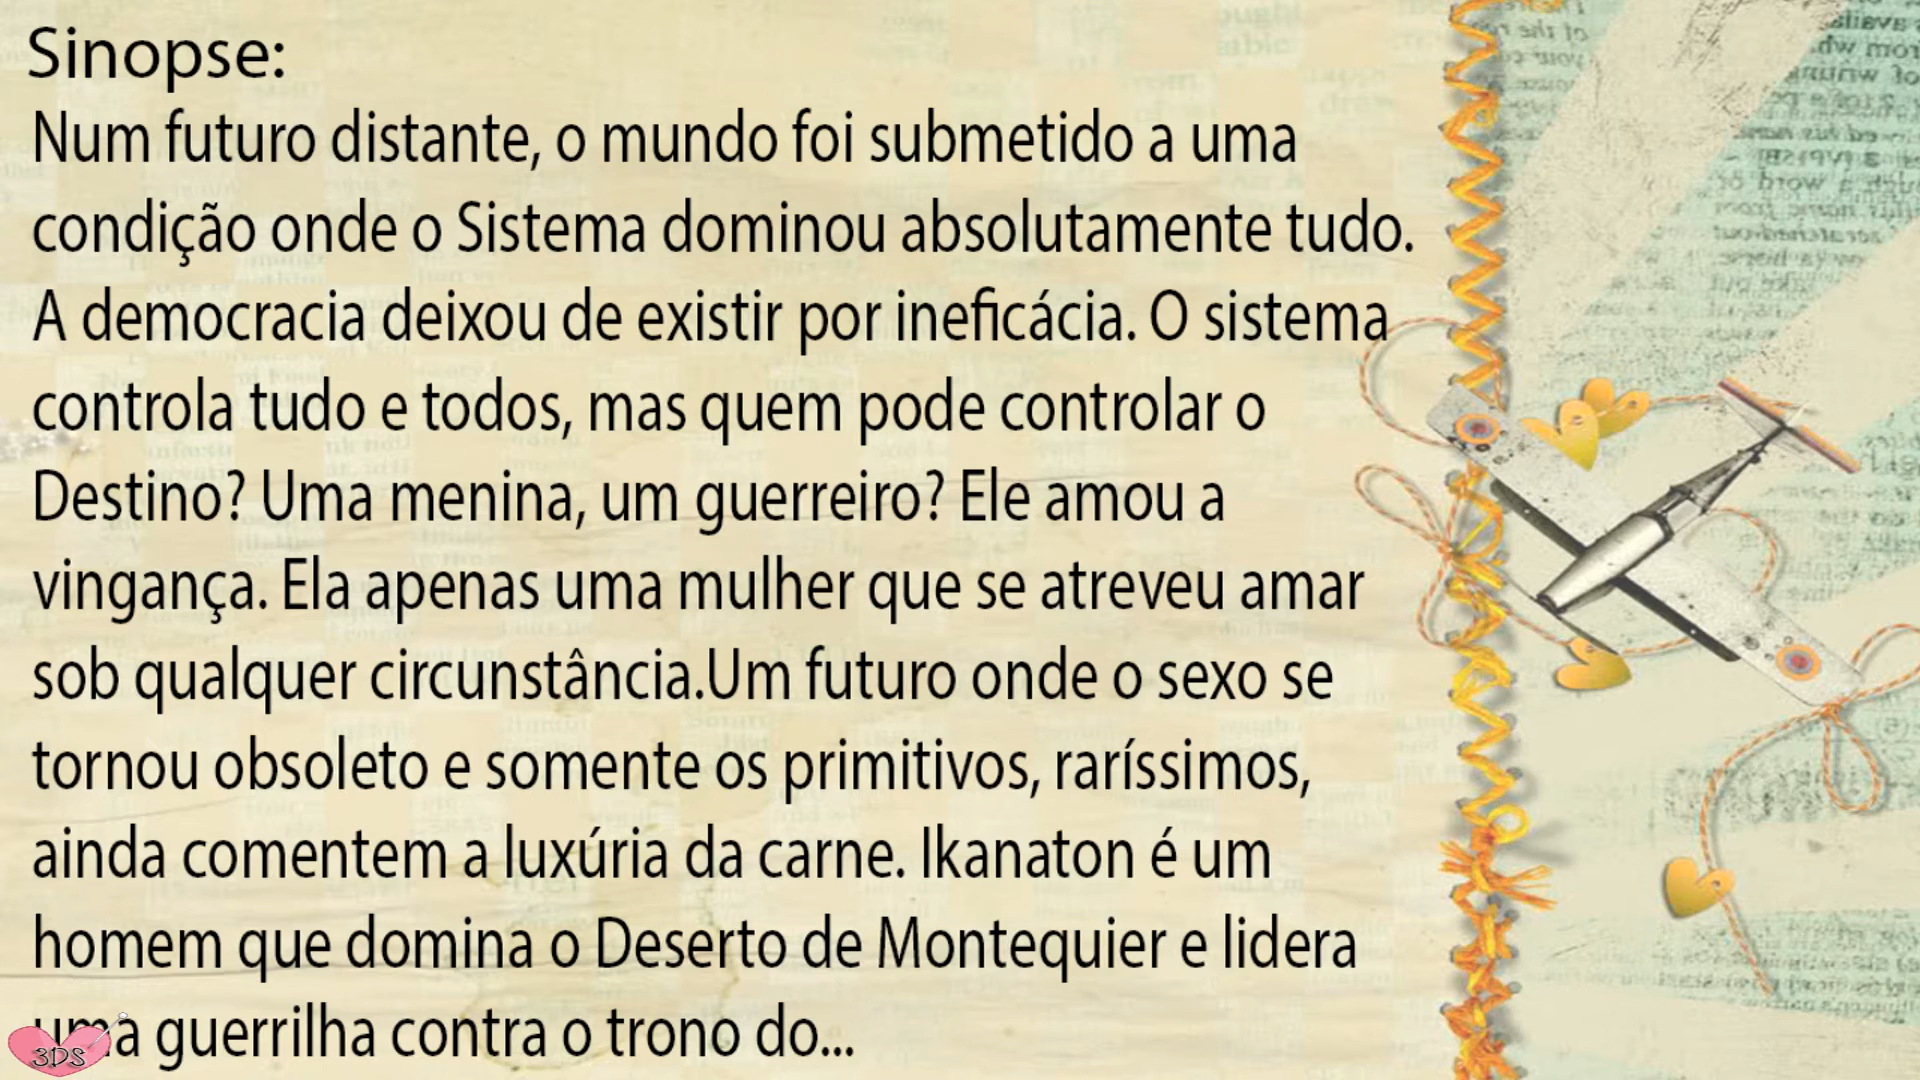 Sinopse:
Num futuro distante, o mundo foi submetido a uma
condição onde o Sistema dominou absolutamente tudo.
A democracia deixou de existir por ineficácia. O sistema
controla tudo e todos, mas quem pode controlar o
Destino? Uma menina, um guerreiro? Ele amou a
vingança. Ela apenas uma mulher que se atreveu amar
sob qualquer circunstância.Um futuro onde o sexo se
tornou obsoleto e somente os primitivos, raríssimos,
ainda comentem a luxúria da carne. Ikanaton é um
homem que domina o Deserto de Montequier e lidera
uma guerrilha contra o trono do...
3DS